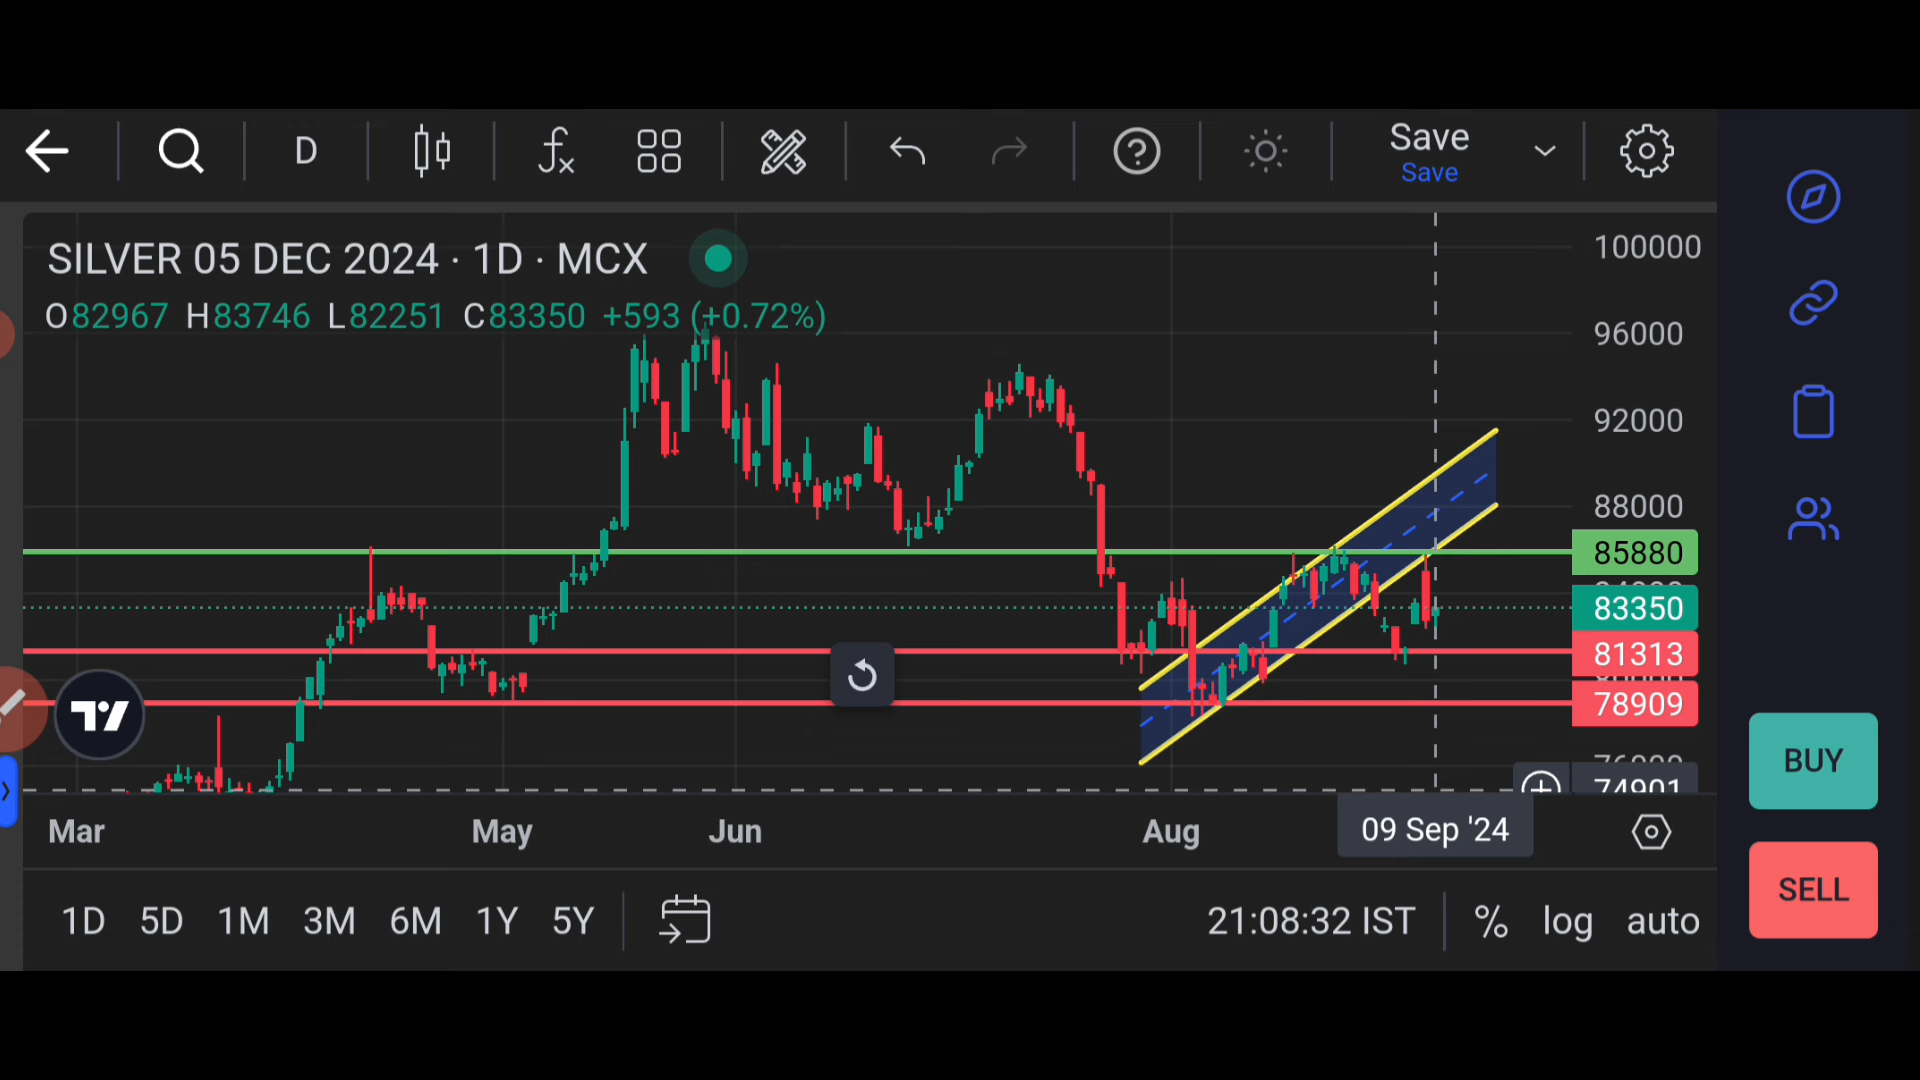 D
Save
Save
SILVER 05 DEC 2024 · 1D · MCX
O82967 H83746 L82251 C83350 +593 (+0.72%)
100000
96000
92000
88000
85880
83350
81313
78909
74901
BUY
SELL
Mar May Jun Aug 09 Sep '24
1D 5D 1M 3M 6M 1Y 5Y
21:08:32 IST % log auto